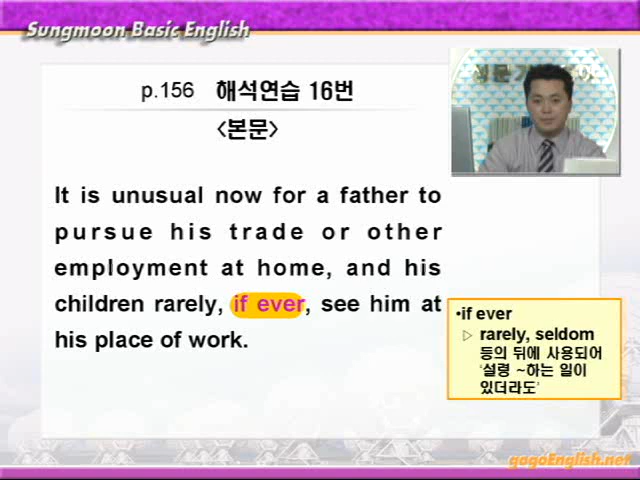 Sungmoon Basic English
p.156 해석연습 16번
<본문>
It is unusual now for a father to
pursue his trade or other
employment at home, and his
children rarely, if ever, see him at
his place of work.
•if ever
▷ rarely, seldom
등의 뒤에 사용되어
'설령 ~하는 일이
있더라도'
gogoEnglish.net